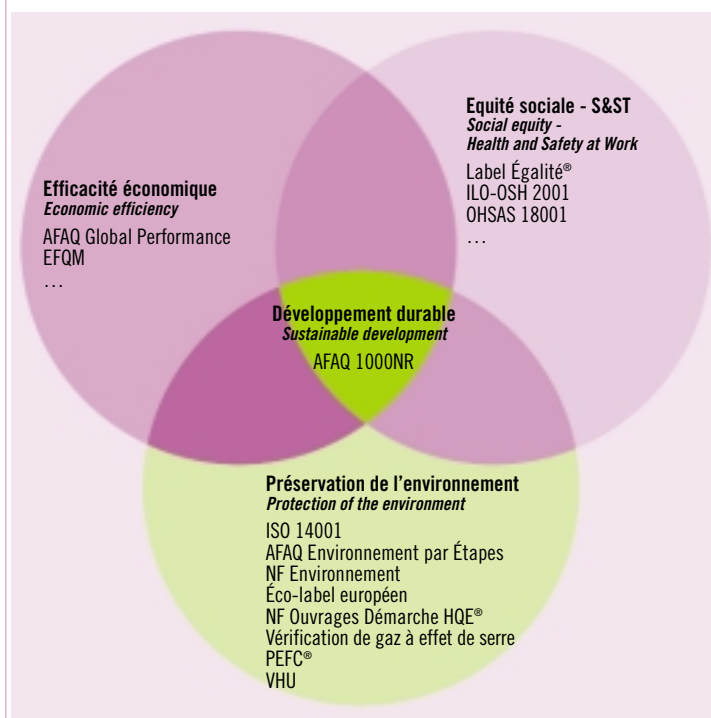 Efficacité économique
Economic efficiency
AFAQ Global Performance
EFQM
…
Equité sociale - S&ST
Social equity -
Health and Safety at Work
Label Égalité®
ILO-OSH 2001
OHSAS 18001
…
Développement durable
Sustainable development
AFAQ 1000NR
Préservation de l’environnement
Protection of the environment
ISO 14001
AFAQ Environnement par Étapes
NF Environnement
Éco-label européen
NF Ouvrages Démarche HQE®
Vérification de gaz à effet de serre
PEFC®
VHU